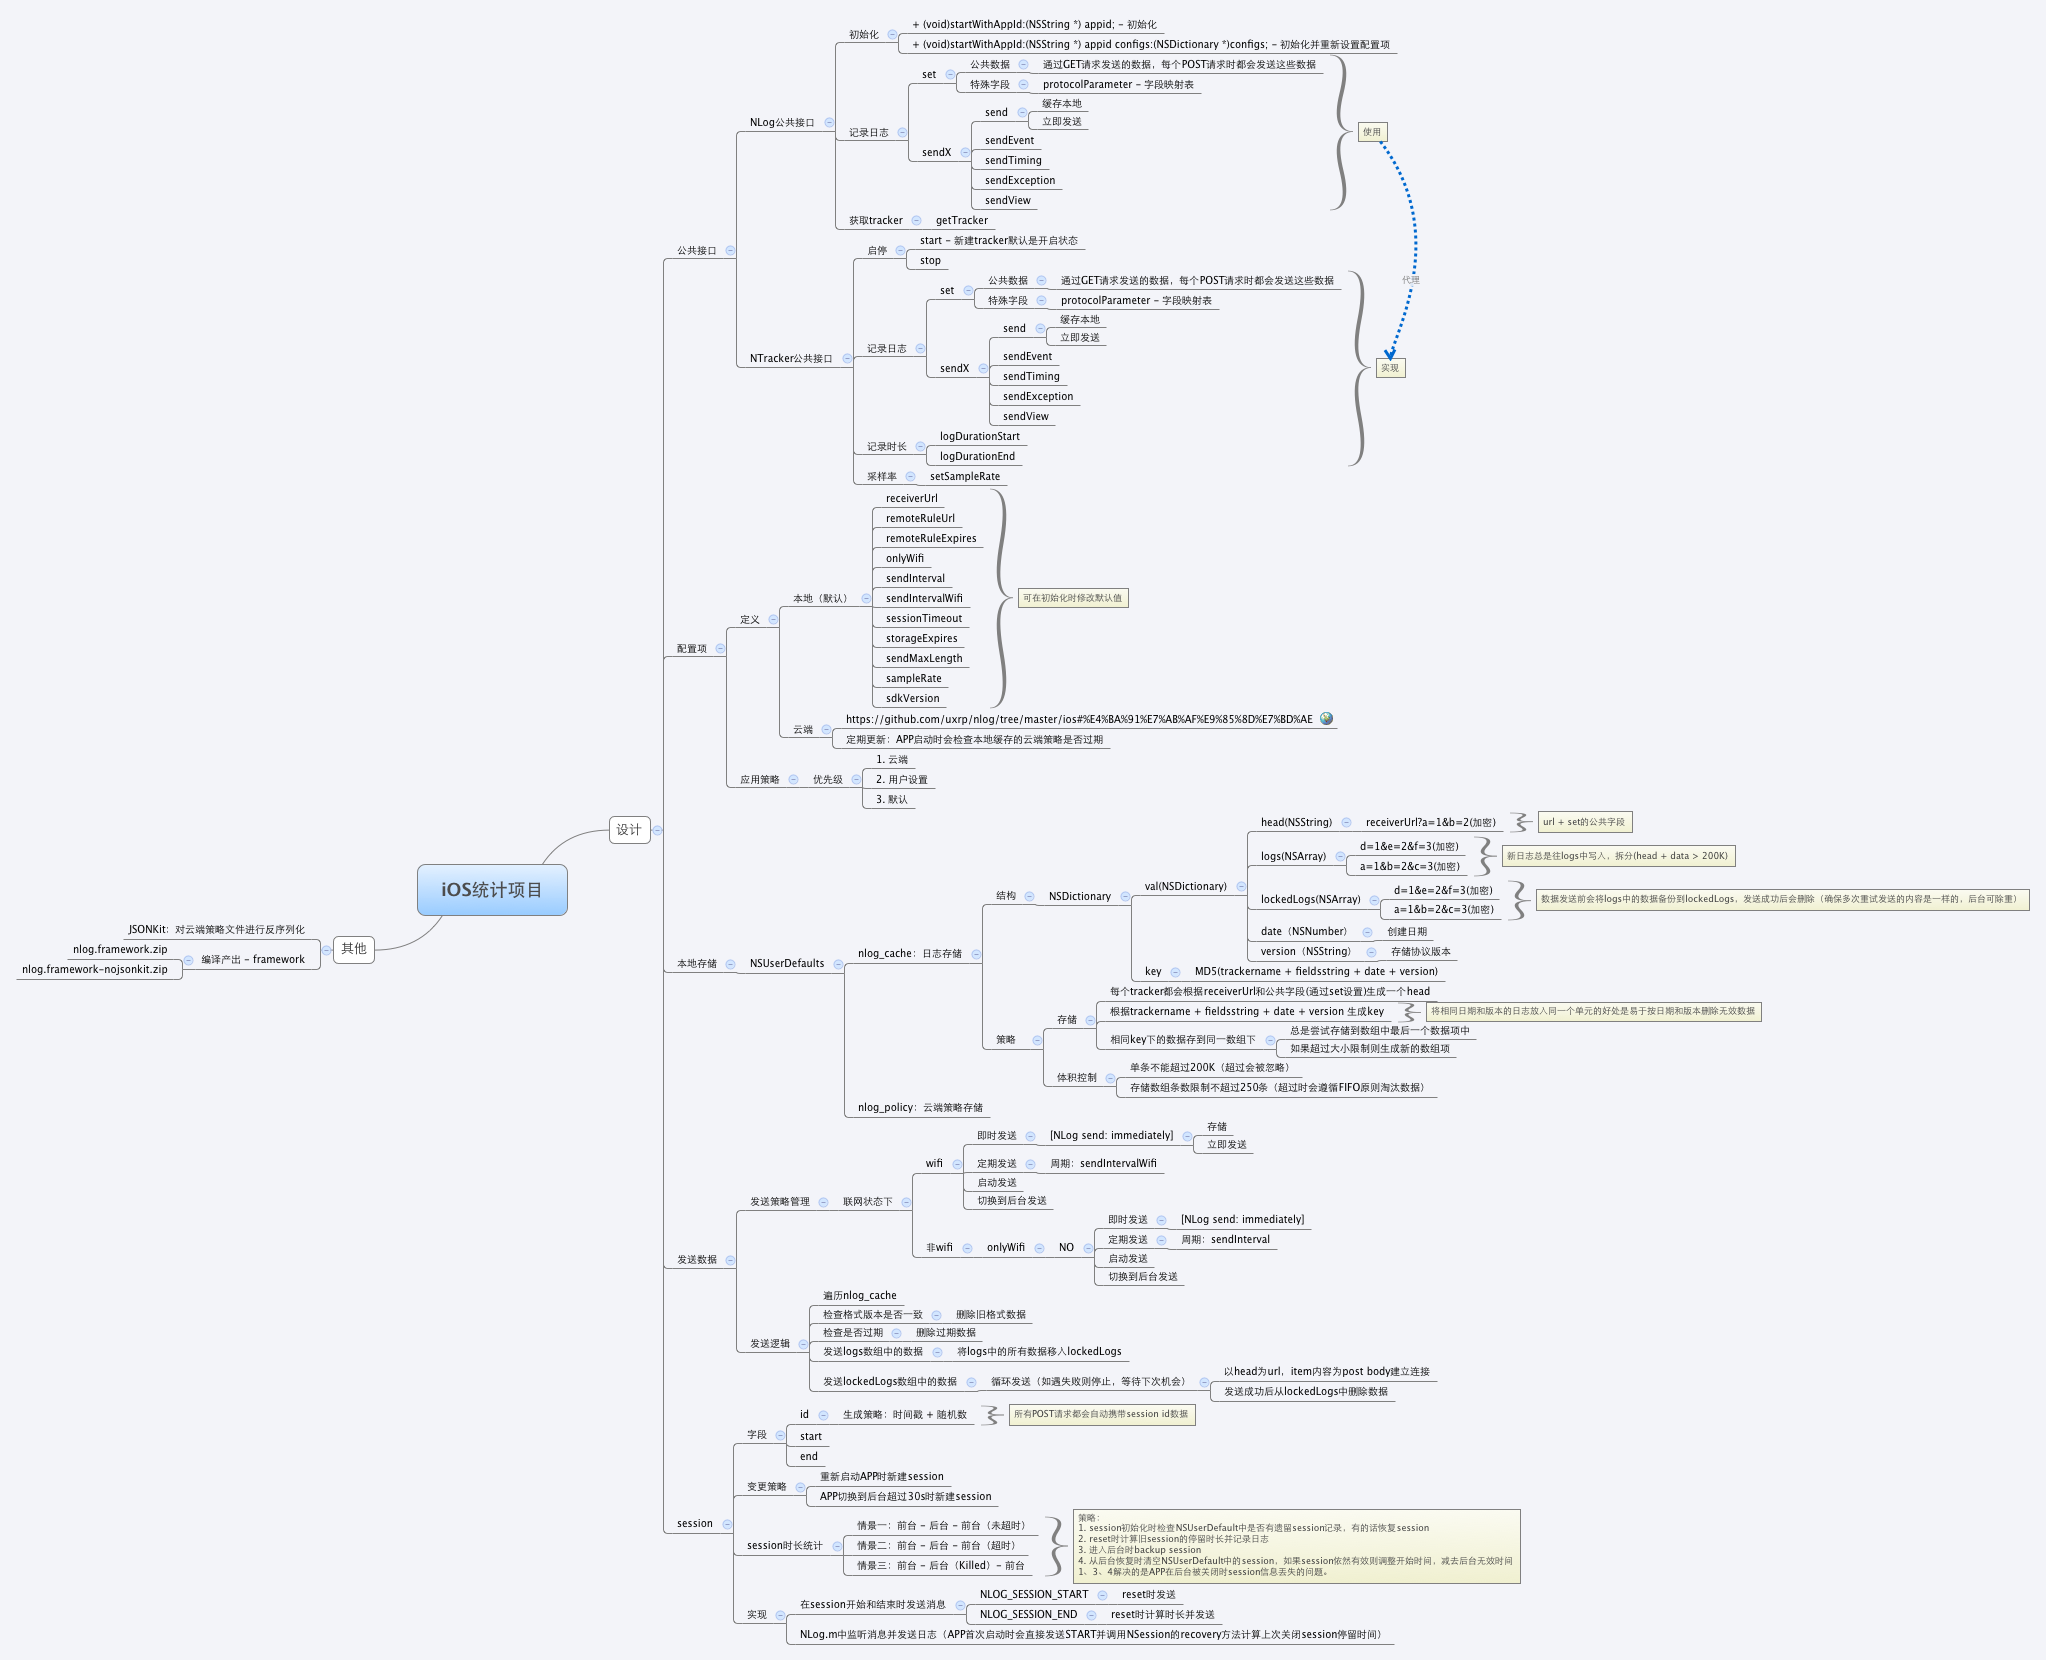 iOS统计项目
设计
公共接口
NLog公共接口
初始化
+ (void)startWithAppId:(NSString *) appid; – 初始化
+ (void)startWithAppId:(NSString *) appid configs:(NSDictionary *)configs; – 初始化并重新设置配置项
记录日志
set
公共数据
通过GET请求发送的数据，每个POST请求时都会发送这些数据
特殊字段
protocolParameter – 字段映射表
sendX
send
缓存本地
立即发送
sendEvent
sendTiming
sendException
sendView
使用
获取tracker
getTracker
代理
NTracker公共接口
启停
start – 新建tracker默认是开启状态
stop
记录日志
set
公共数据
通过GET请求发送的数据，每个POST请求时都会发送这些数据
特殊字段
protocolParameter – 字段映射表
sendX
send
缓存本地
立即发送
sendEvent
sendTiming
sendException
sendView
实现
记录时长
logDurationStart
logDurationEnd
采样率
setSampleRate
配置项
定义
本地（默认）
receiverUrl
remoteRuleUrl
remoteRuleExpires
onlyWifi
sendInterval
sendIntervalWifi
sessionTimeout
storageExpires
sendMaxLength
sampleRate
sdkVersion
可在初始化时修改默认值
云端
https://github.com/uxrp/nlog/tree/master/ios#%E4%BA%91%E7%AB%AF%E9%85%8D%E7%BD%AE
定期更新：APP启动时会检查本地缓存的云端策略是否过期
应用策略
优先级
1. 云端
2. 用户设置
3. 默认
本地存储
NSUserDefaults
nlog_cache：日志存储
结构
NSDictionary
val(NSDictionary)
head(NSString)
receiverUrl?a=1&b=2(加密)
url + set的公共字段
logs(NSArray)
d=1&e=2&f=3(加密)
a=1&b=2&c=3(加密)
新日志总是往logs中写入，拆分(head + data > 200K)
lockedLogs(NSArray)
d=1&e=2&f=3(加密)
a=1&b=2&c=3(加密)
数据发送前会将logs中的数据备份到lockedLogs，发送成功后会删除（确保多次重试发送的内容是一样的，后台可除重）
date（NSNumber）
创建日期
version（NSString）
存储协议版本
key
MD5(trackername + fieldsstring + date + version)
策略
存储
每个tracker都会根据receiverUrl和公共字段(通过set设置)生成一个head
根据trackername + fieldsstring + date + version 生成key
将相同日期和版本的日志放入同一个单元的好处是易于按日期和版本删除无效数据
相同key下的数据存到同一数组下
总是尝试存储到数组中最后一个数据项中
如果超过大小限制则生成新的数组项
体积控制
单条不能超过200K（超过会被忽略）
存储数组条数限制不超过250条（超过时会遵循FIFO原则淘汰数据）
nlog_policy：云端策略存储
发送数据
发送策略管理
联网状态下
wifi
即时发送
[NLog send: immediately]
存储
立即发送
定期发送
周期：sendIntervalWifi
启动发送
切换到后台发送
非wifi
onlyWifi
NO
即时发送
[NLog send: immediately]
定期发送
周期：sendInterval
启动发送
切换到后台发送
发送逻辑
遍历nlog_cache
检查格式版本是否一致
删除旧格式数据
检查是否过期
删除过期数据
发送logs数组中的数据
将logs中的所有数据移入lockedLogs
发送lockedLogs数组中的数据
循环发送（如遇失败则停止，等待下次机会）
以head为url，item内容为post body建立连接
发送成功后从lockedLogs中删除数据
session
字段
id
生成策略：时间戳 + 随机数
所有POST请求都会自动携带session id数据
start
end
变更策略
重新启动APP时新建session
APP切换到后台超过30s时新建session
session时长统计
情景一：前台 – 后台 – 前台（未超时）
情景二：前台 – 后台 – 前台（超时）
情景三：前台 – 后台（Killed）– 前台
策略：
1. session初始化时检查NSUserDefault中是否有遗留session记录，有的话恢复session
2. reset时计算旧session的停留时长并记录日志
3. 进入后台时backup session
4. 从后台恢复时清空NSUserDefault中的session，如果session依然有效则调整开始时间，减去后台无效时间
1、3、4解决的是APP在后台被关闭时session信息丢失的问题。
实现
在session开始和结束时发送消息
NLOG_SESSION_START
reset时发送
NLOG_SESSION_END
reset时计算时长并发送
NLog.m中监听消息并发送日志（APP首次启动时会直接发送START并调用NSession的recovery方法计算上次关闭session停留时间）
其他
JSONKit：对云端策略文件进行反序列化
编译产出 – framework
nlog.framework.zip
nlog.framework-nojsonkit.zip